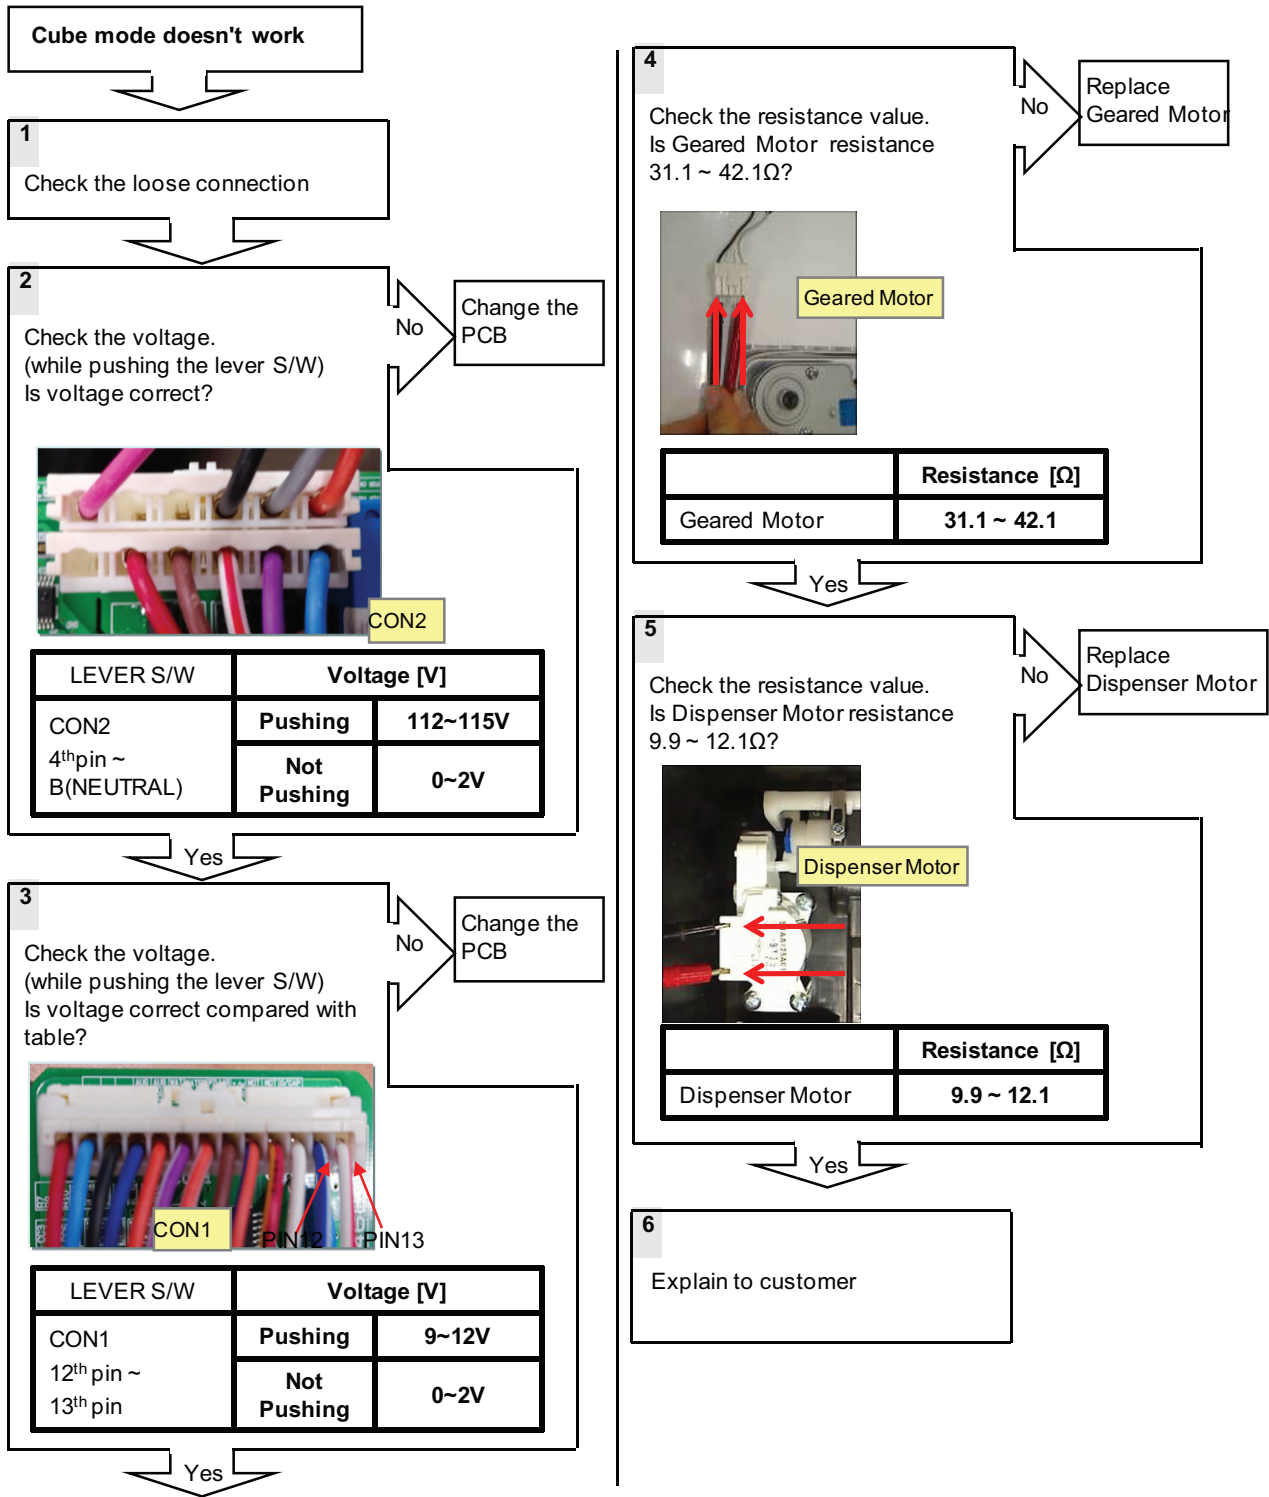 Cube mode doesn't work
1
Check the loose connection
2
Check the voltage.
(while pushing the lever S/W)
Is voltage correct?
No
Change the
PCB
CON2
LEVER S/W
Voltage [V]
CON2
4th pin ~
B(NEUTRAL)
Pushing
112~115V
Not
Pushing
0~2V
Yes
3
Check the voltage.
(while pushing the lever S/W)
Is voltage correct compared with
table?
No
Change the
PCB
CON1
PIN12
PIN13
LEVER S/W
Voltage [V]
CON1
12th pin ~
13th pin
Pushing
9~12V
Not
Pushing
0~2V
Yes
4
Check the resistance value.
Is Geared Motor resistance
31.1 ~ 42.1Ω?
No
Replace
Geared Motor
Geared Motor
Resistance [Ω]
Geared Motor
31.1 ~ 42.1
Yes
5
Check the resistance value.
Is Dispenser Motor resistance
9.9 ~ 12.1Ω?
No
Replace
Dispenser Motor
Dispenser Motor
Resistance [Ω]
Dispenser Motor
9.9 ~ 12.1
Yes
6
Explain to customer